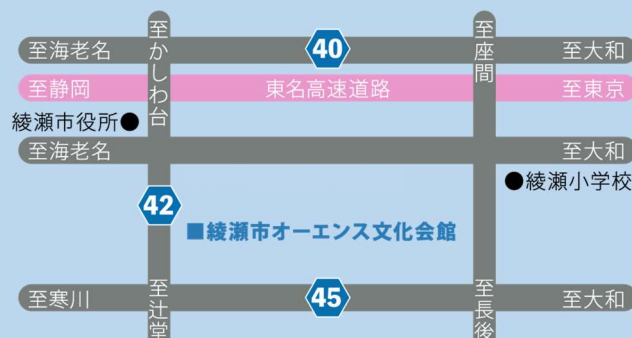 至かしわ台
至座間
至海老名
40
至大和
至静岡
東名高速道路
至東京
綾瀬市役所●
至海老名
至大和
●綾瀬小学校
42
■綾瀬市オーエンス文化会館
至寒川
至辻堂
45
至長後
至大和